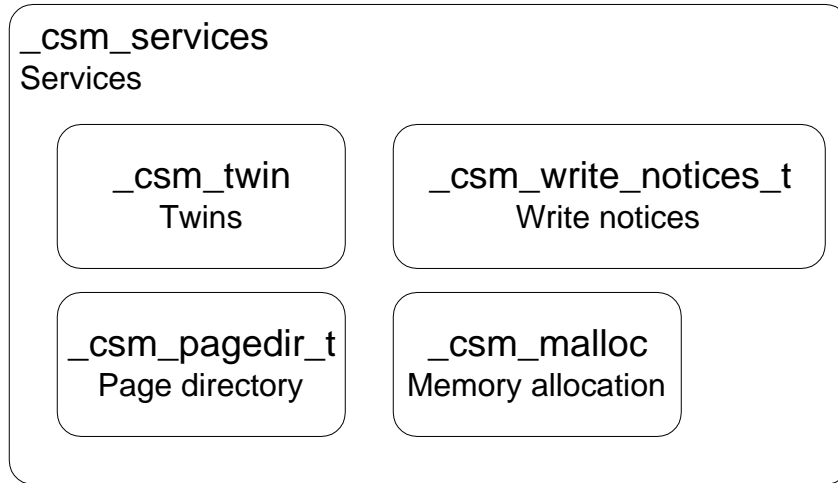 _csm_services
Services
_csm_twin
Twins
_csm_write_notices_t
Write notices
_csm_pagedir_t
Page directory
_csm_malloc
Memory allocation